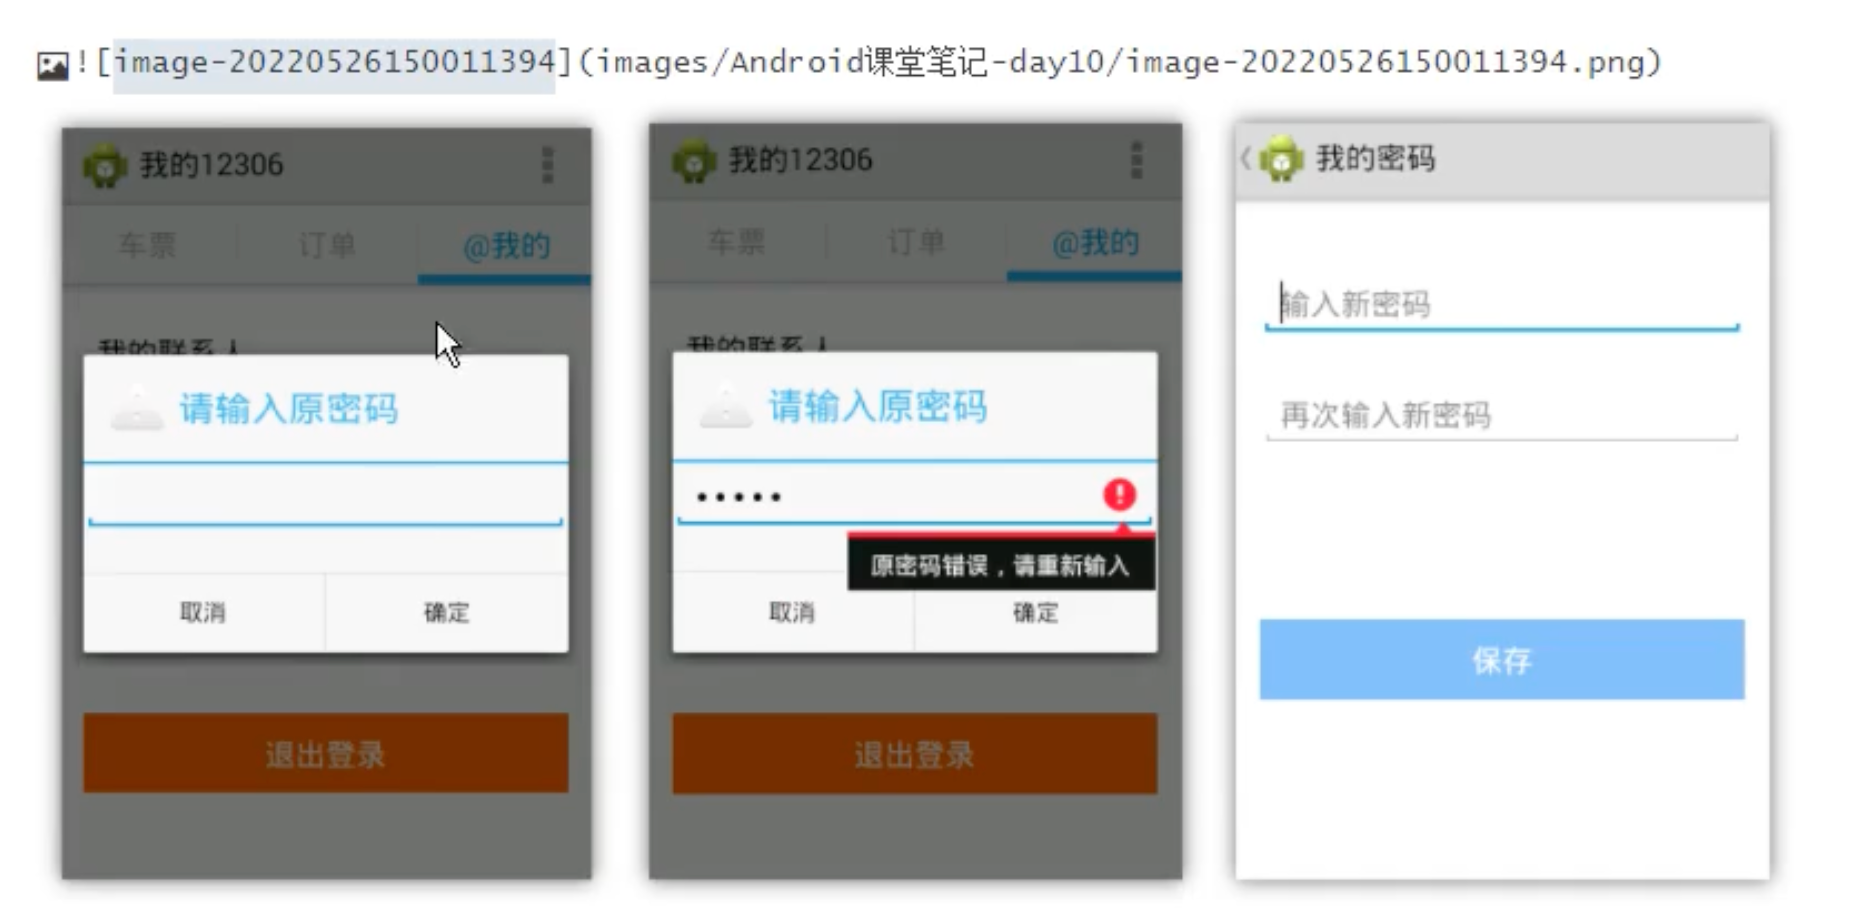 ![image-20220526150011394](images/Android课堂笔记-day10/image-20220526150011394.png)
我的12306
车票 订单 @我的
我的联系人
请输入原密码
取消 确定
退出登录
我的12306
车票 订单 @我的
我的联系人
请输入原密码
•••••
原密码错误，请重新输入
取消 确定
退出登录
我的密码
输入新密码
再次输入新密码
保存